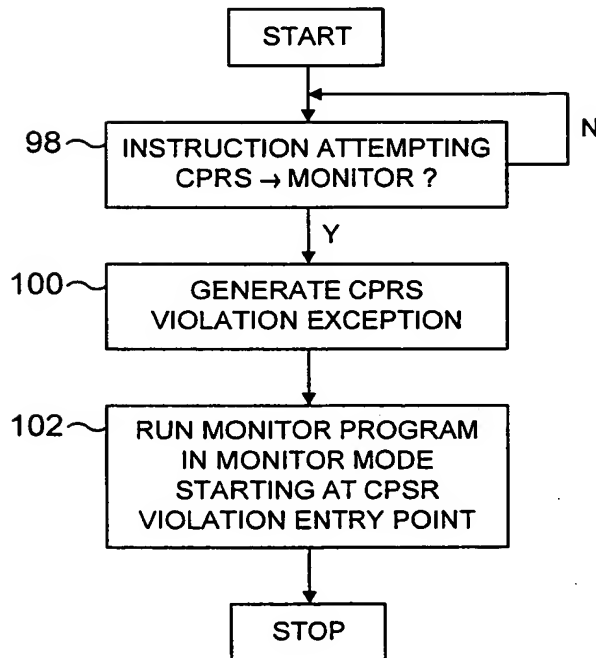 START
N
98
INSTRUCTION ATTEMPTING
CPRS → MONITOR ?
Y
100
GENERATE CPRS
VIOLATION EXCEPTION
102
RUN MONITOR PROGRAM
IN MONITOR MODE
STARTING AT CPSR
VIOLATION ENTRY POINT
STOP